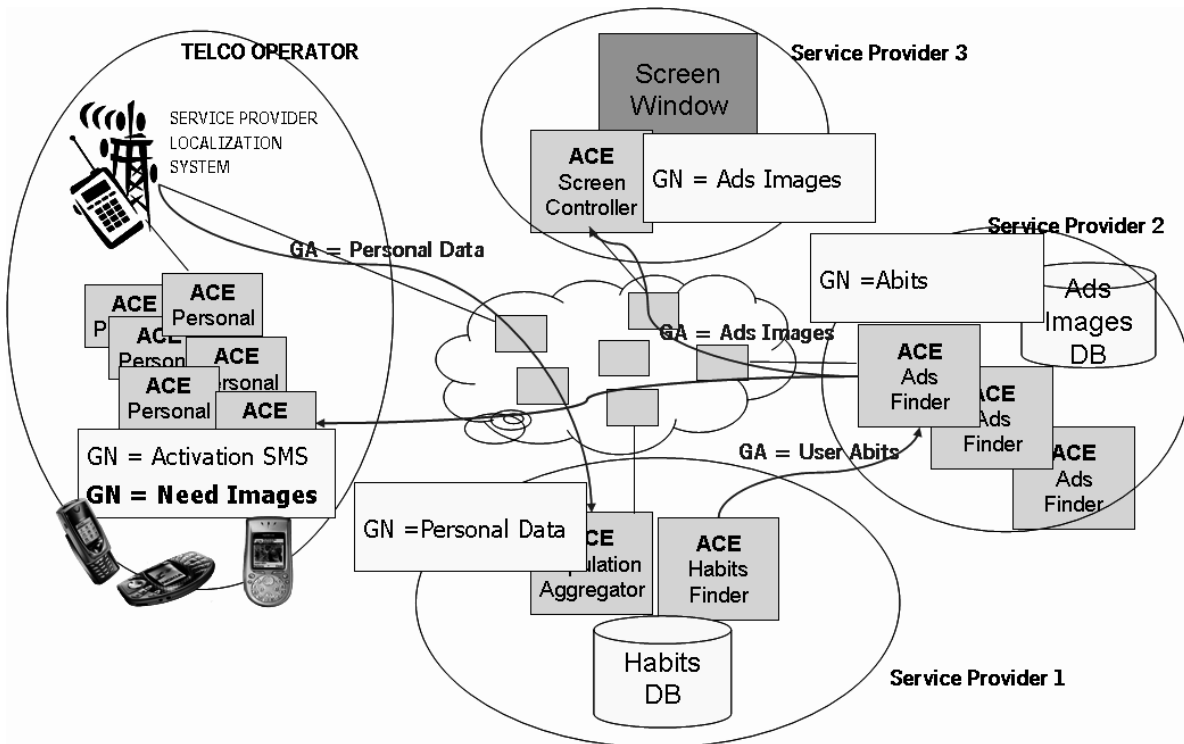 TELCO OPERATOR
SERVICE PROVIDER
LOCALIZATION
SYSTEM
GA = Personal Data
ACE
Personal
ACE
P
ACE
Person
ACE
ersonal
ACE
Personal
ACE
GN = Activation SMS
GN = Need Images
Service Provider 3
Screen
Window
ACE
Screen
Controller
GN = Ads Images
GA = Ads Images
Service Provider 2
GN =Abits
Ads
Images
DB
ACE
Ads
Finder
ACE
Ads
Finder
ACE
Ads
Finder
GA = User Abits
GN =Personal Data
ACE
ulation
Aggregator
ACE
Habits
Finder
Habits
DB
Service Provider 1